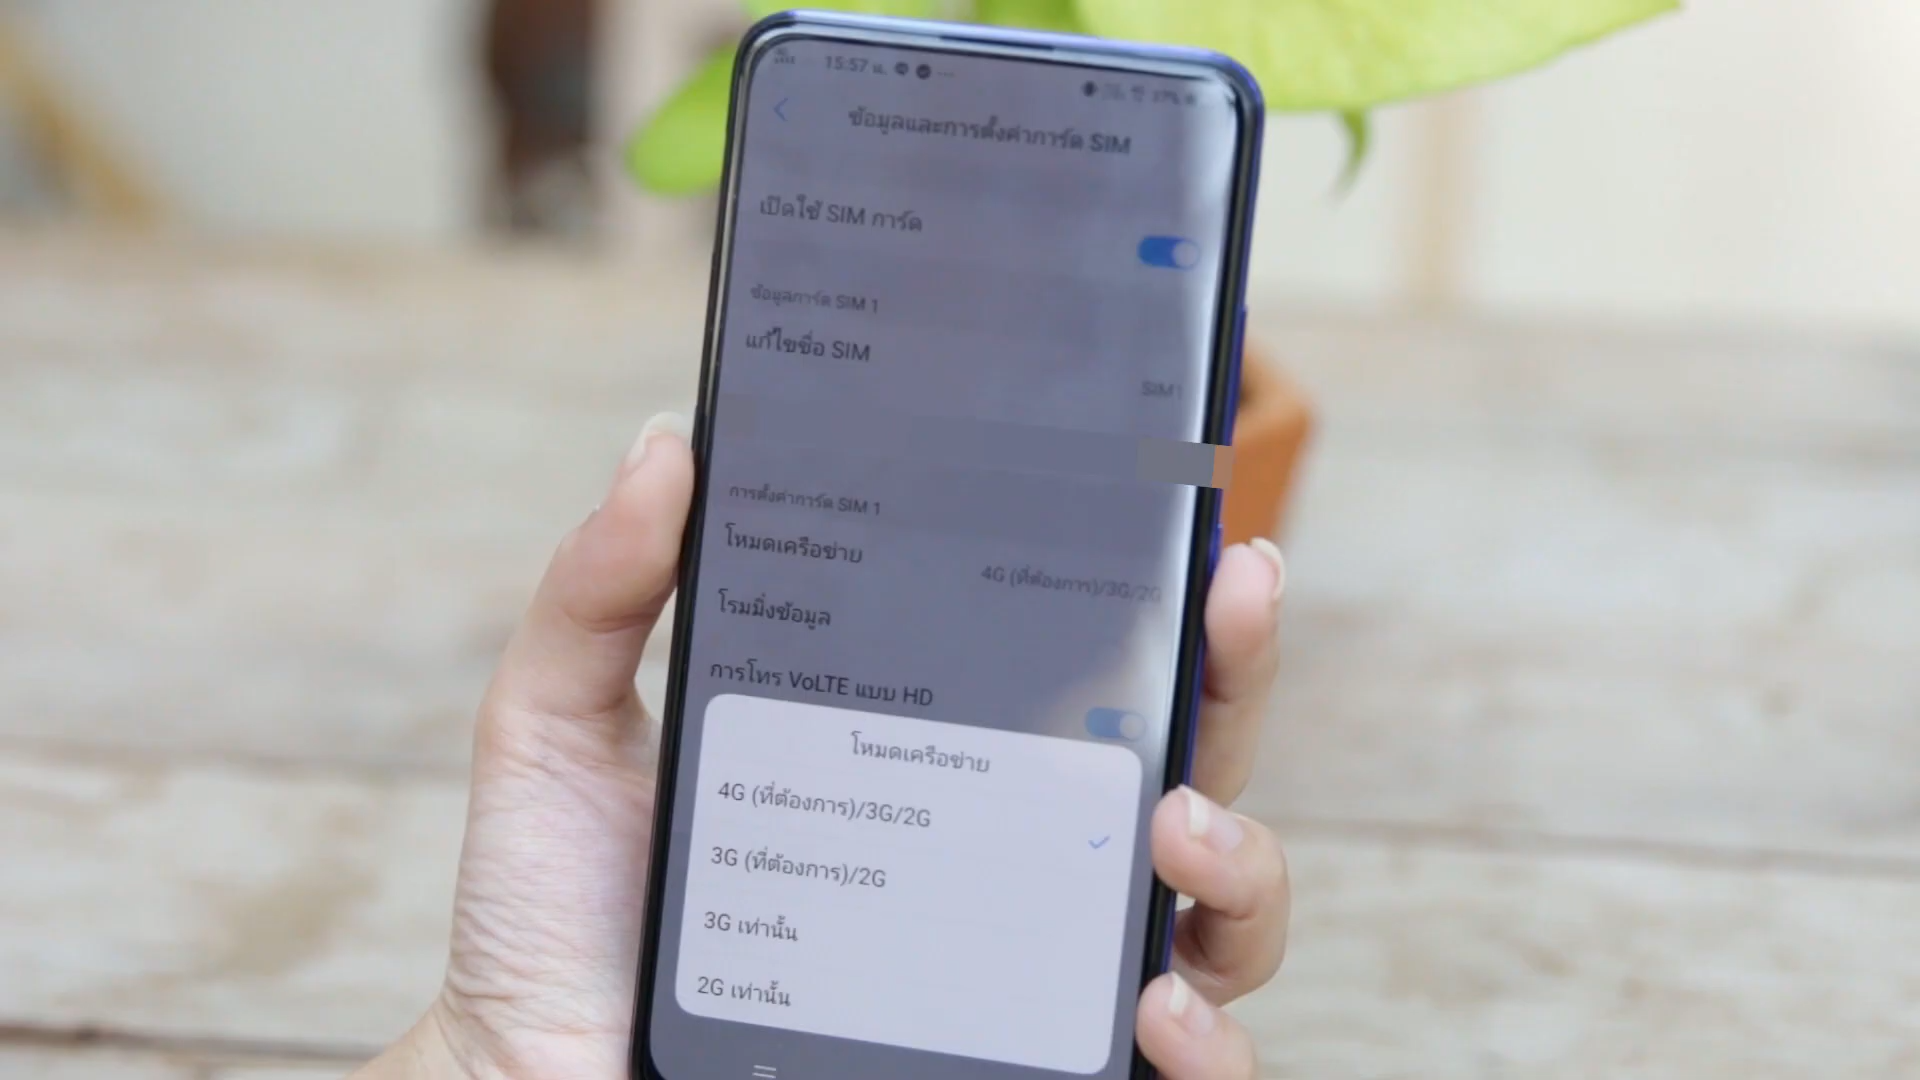 15:57 น.
ข้อมูลและการตั้งค่าการ์ด SIM
เปิดใช้ SIM การ์ด
ข้อมูลการ์ด SIM 1
แก้ไขชื่อ SIM
SIM1
การตั้งค่าการ์ด SIM 1
โหมดเครือข่าย
4G (ที่ต้องการ)/3G/2G
โรมมิ่งข้อมูล
การโทร VoLTE แบบ HD
โหมดเครือข่าย
4G (ที่ต้องการ)/3G/2G
3G (ที่ต้องการ)/2G
3G เท่านั้น
2G เท่านั้น